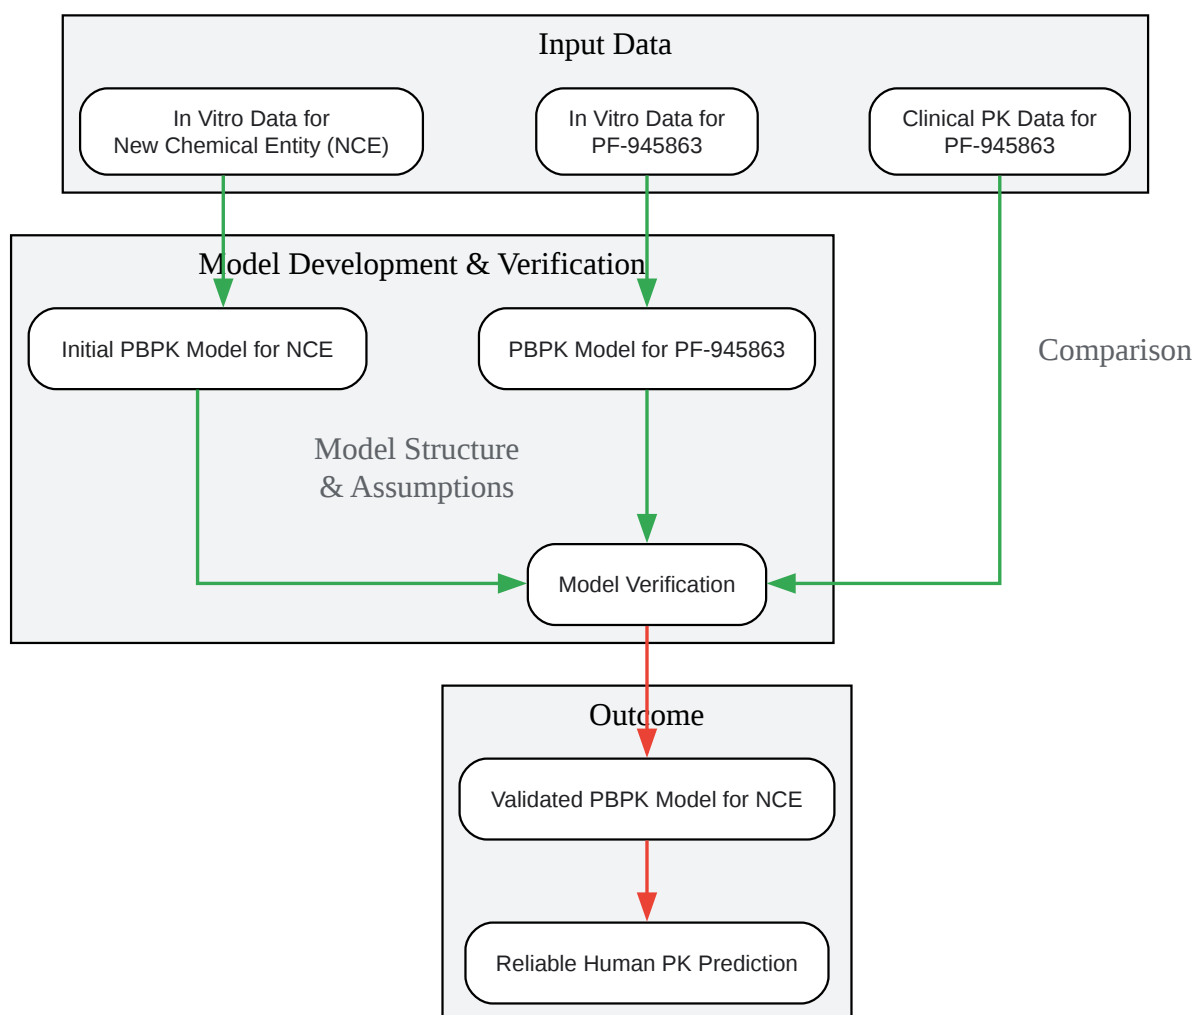 Input Data
In Vitro Data for
New Chemical Entity (NCE)
In Vitro Data for
PF-945863
Clinical PK Data for
PF-945863
Model Development & Verification
Initial PBPK Model for NCE
PBPK Model for PF-945863
Comparison
Model Structure
& Assumptions
Model Verification
Outcome
Validated PBPK Model for NCE
Reliable Human PK Prediction